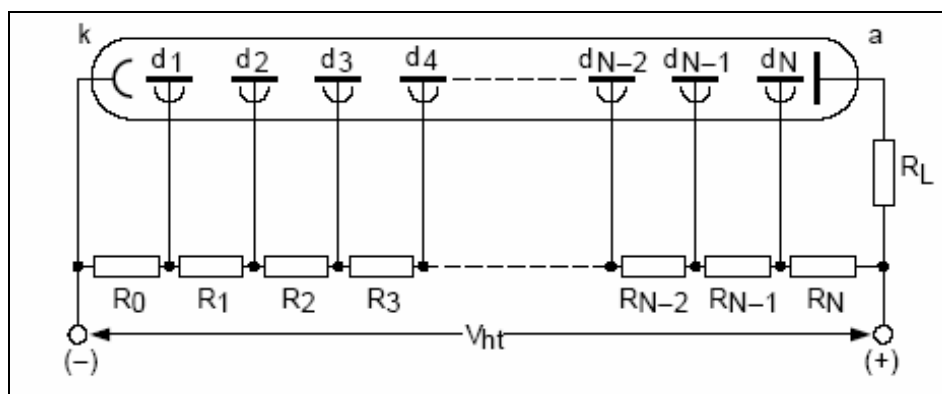 k a
d1 d2 d3 d4 dN–2 dN–1 dN
RL
R0 R1 R2 R3 RN–2 RN–1 RN
Vht
(–) (+)